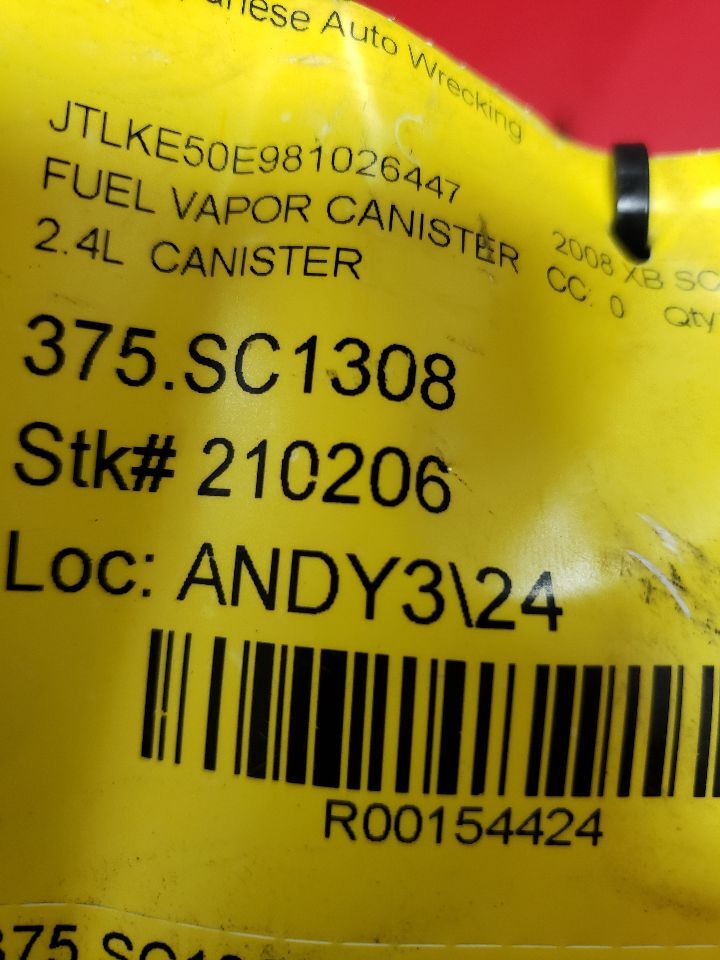 Auto Wrecking
JTLKE50E981026447
FUEL VAPOR CANISTER 2008 XB
2.4L CANISTER CC: 0 Qty
375.SC1308
Stk# 210206
Loc: ANDY3\24
R00154424